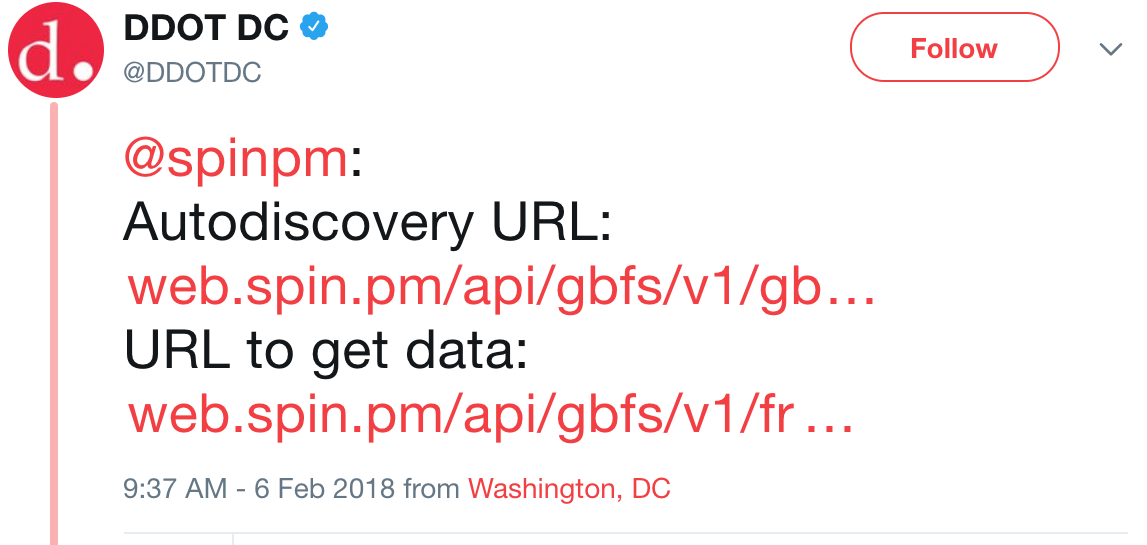 d.
DDOT DC
@DDOTDC
Follow
@spinpm:
Autodiscovery URL:
web.spin.pm/api/gbfs/v1/gb…
URL to get data:
web.spin.pm/api/gbfs/v1/fr…
9:37 AM - 6 Feb 2018 from Washington, DC